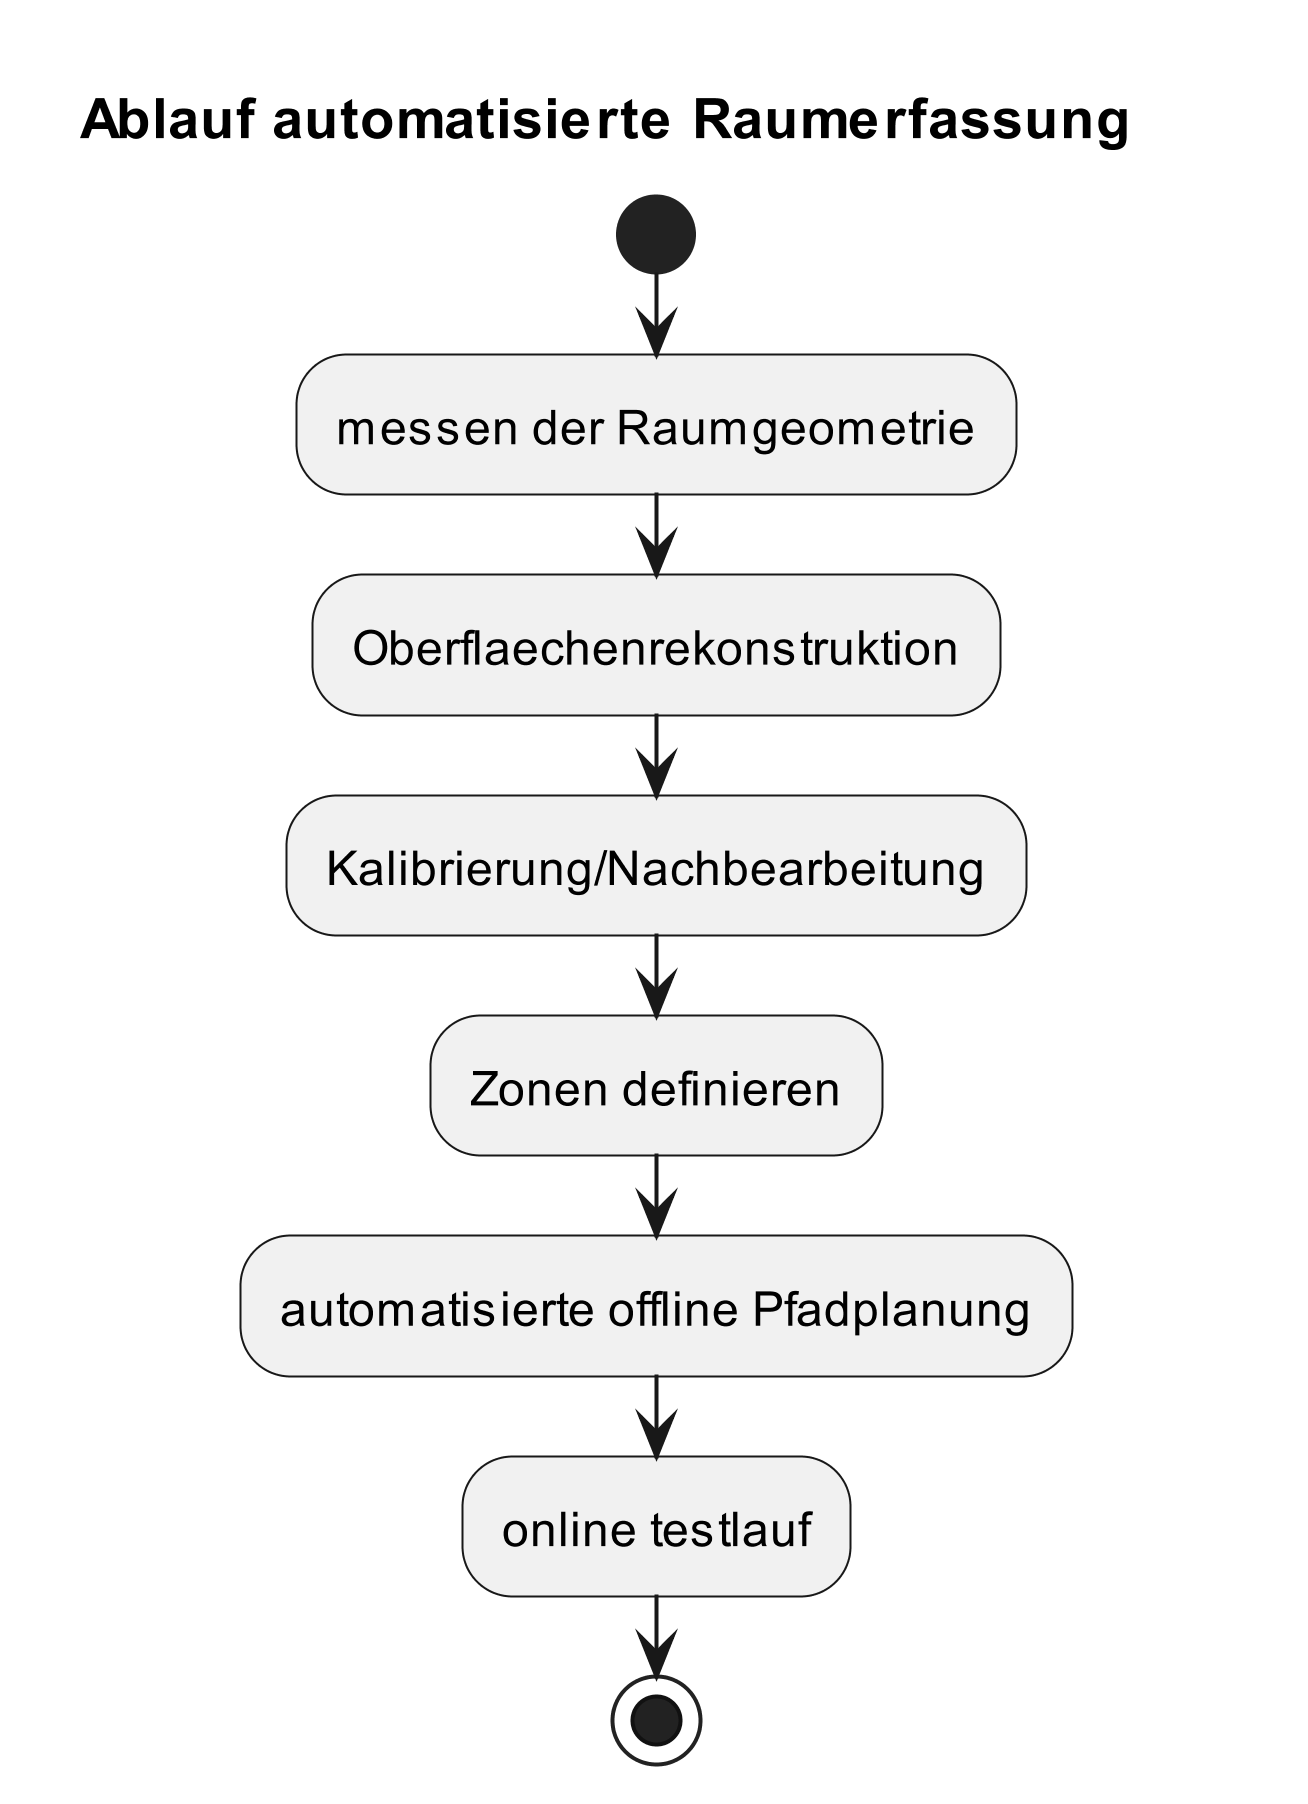 Ablauf automatisierte Raumerfassung
messen der Raumgeometrie
Oberflaechenrekonstruktion
Kalibrierung/Nachbearbeitung
Zonen definieren
automatisierte offline Pfadplanung
online testlauf